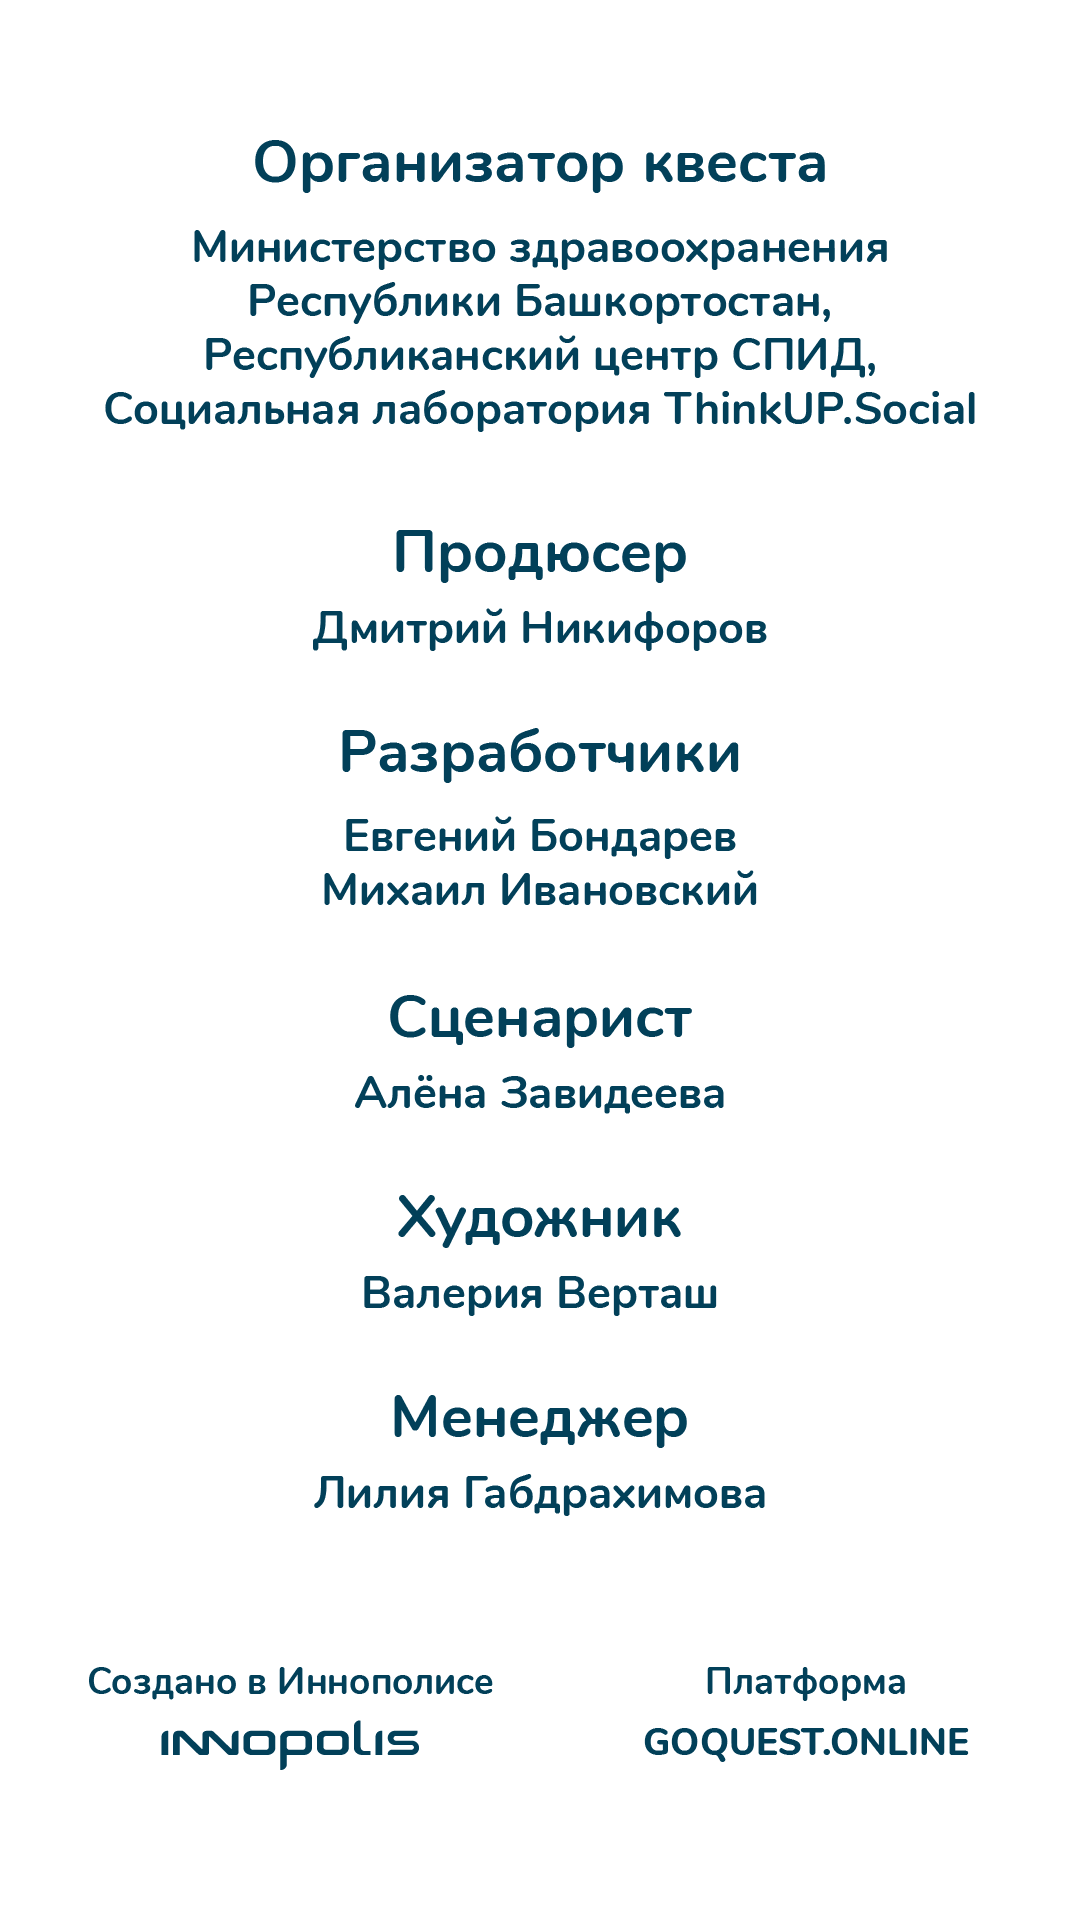 Организатор квеста
Министерство здравоохранения
Республики Башкортостан,
Республиканский центр СПИД,
Социальная лаборатория ThinkUP.Social
Продюсер
Дмитрий Никифоров
Разработчики
Евгений Бондарев
Михаил Ивановский
Сценарист
Алёна Завидеева
Художник
Валерия Верташ
Менеджер
Лилия Габдрахимова
Создано в Иннополисе
INNOPOLIS
Платформа
GOQUEST.ONLINE